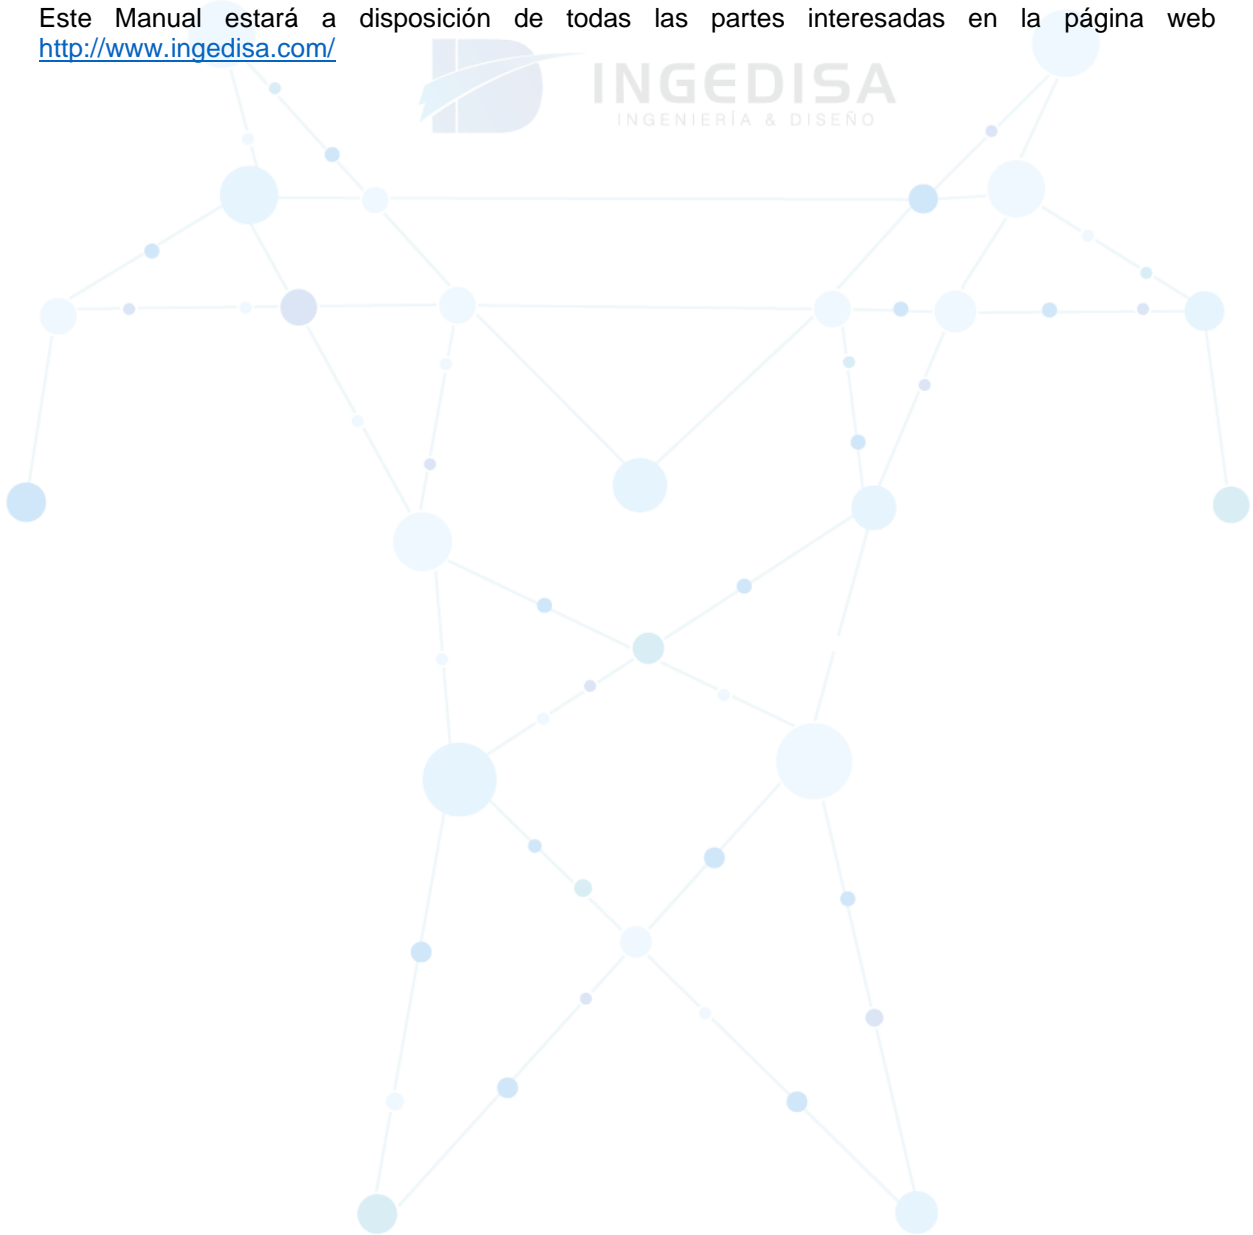 Este Manual estará a disposición de todas las partes interesadas en la página web
http://www.ingedisa.com/
INGEDISA
INGENIERÍA & DISEÑO